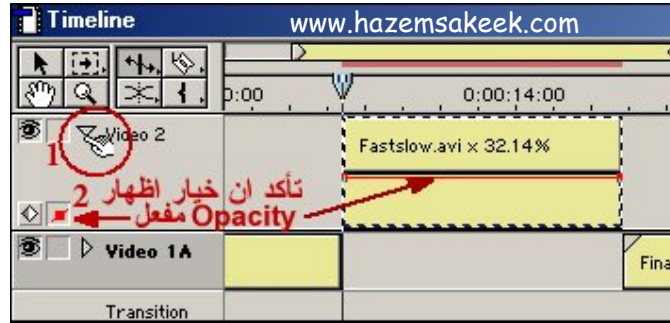 Timeline
www.hazemsakeek.com
0:00
0:00:14:00
1
Video 2
Fastslow.avi x 32.14%
2 تأكد ان خيار اظهار
Opacity مفعل
Video 1A
Fina
Transition